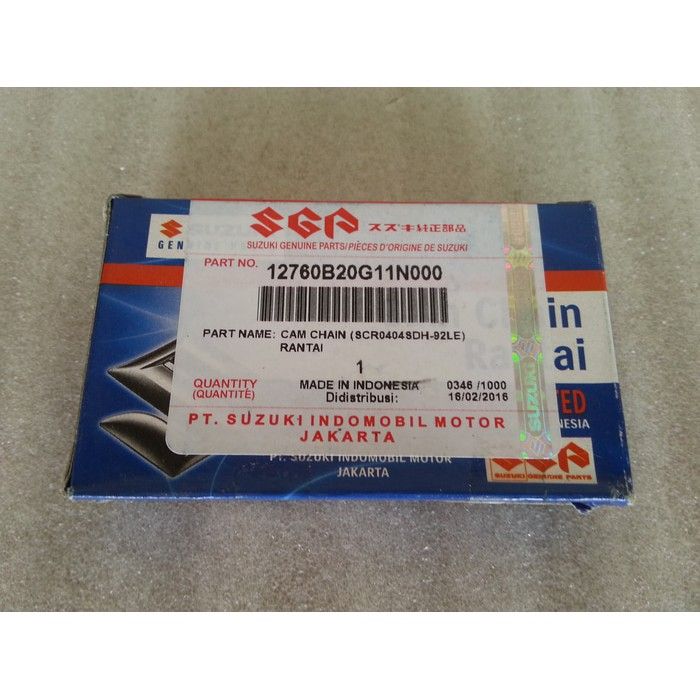 SGP スズキ純正部品
SUZUKI GENUINE PARTS/PIÈCES D'ORIGINE DE SUZUKI
PART NO. 12760B20G11N000
PART NAME: CAM CHAIN (SCR0404SDH-92LE)
RANTAI
1
QUANTITY MADE IN INDONESIA 0346 /1000
(QUANTITÉ) Didistribusi: 16/02/2016
PT. SUZUKI INDOMOBIL MOTOR
JAKARTA
SUZUKI
PT. SUZUKI INDOMOBIL MOTOR
JAKARTA
SGP
SUZUKI GENUINE PARTS